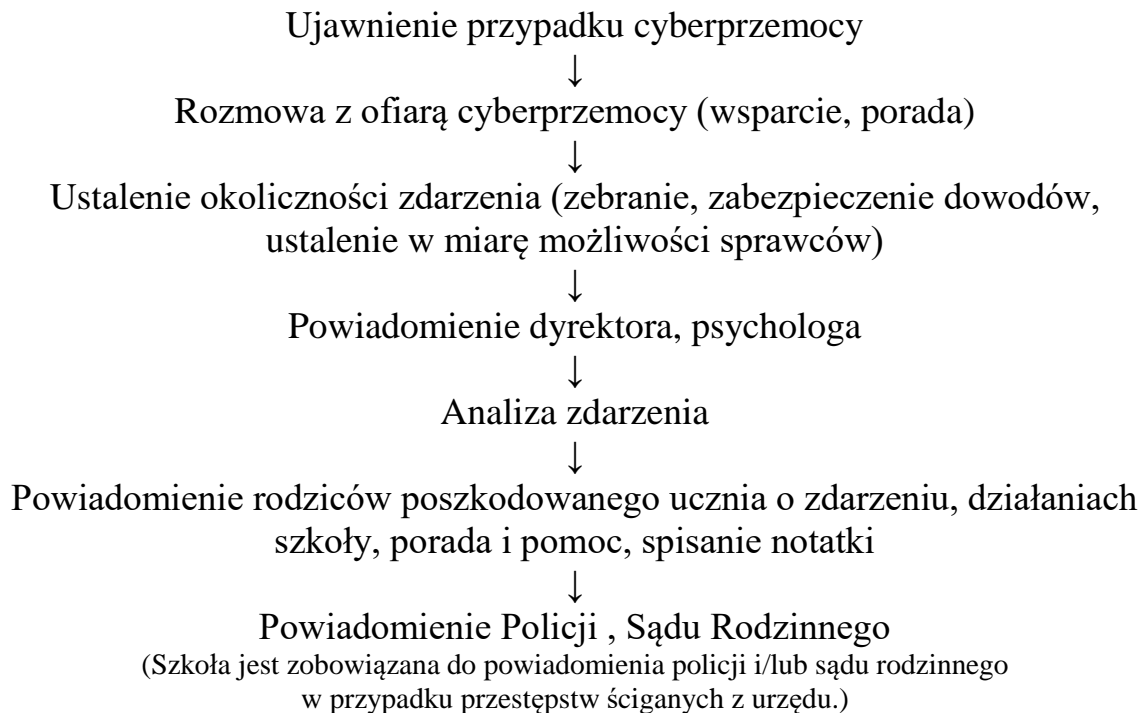 Ujawnienie przypadku cyberprzemocy
↓
Rozmowa z ofiarą cyberprzemocy (wsparcie, porada)
↓
Ustalenie okoliczności zdarzenia (zebranie, zabezpieczenie dowodów,
ustalenie w miarę możliwości sprawców)
↓
Powiadomienie dyrektora, psychologa
↓
Analiza zdarzenia
↓
Powiadomienie rodziców poszkodowanego ucznia o zdarzeniu, działaniach
szkoły, porada i pomoc, spisanie notatki
↓
Powiadomienie Policji , Sądu Rodzinnego
(Szkoła jest zobowiązana do powiadomienia policji i/lub sądu rodzinnego
w przypadku przestępstw ściganych z urzędu.)